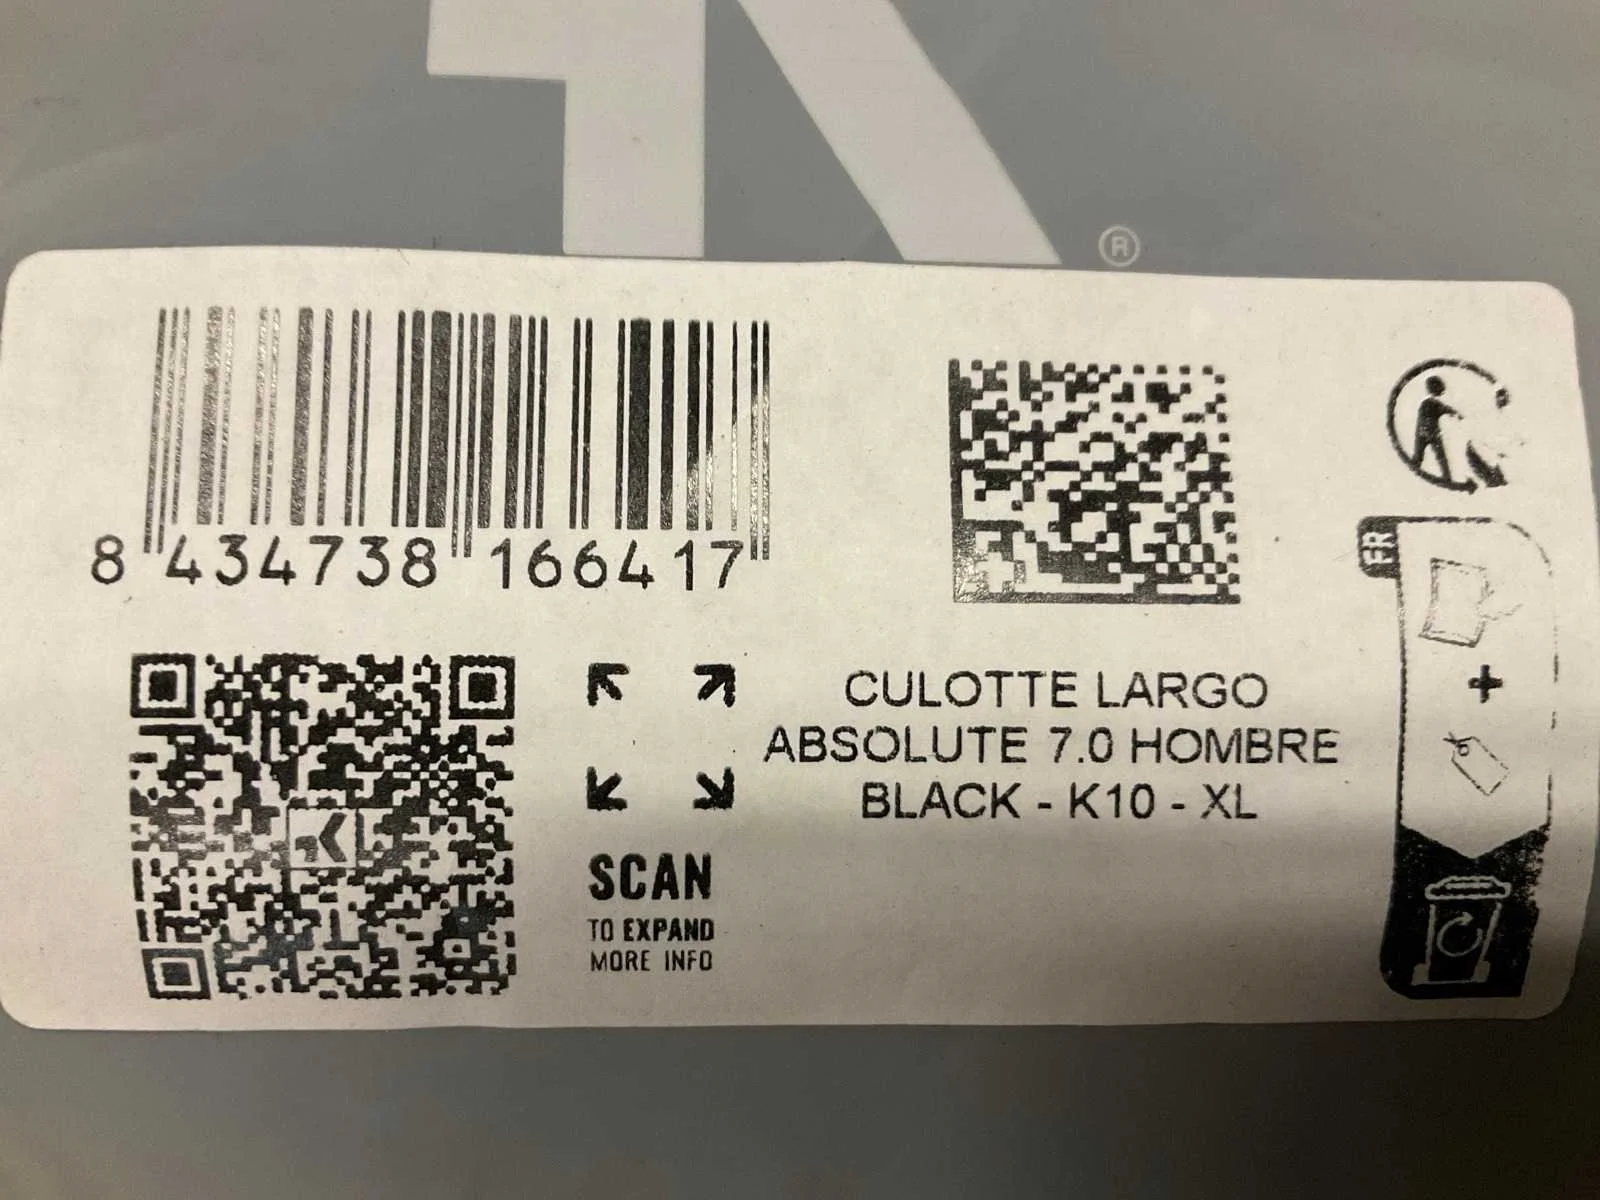 ®
8 434738 166417
SCAN
TO EXPAND
MORE INFO
CULOTTE LARGO
ABSOLUTE 7.0 HOMBRE
BLACK - K10 - XL
FR
+